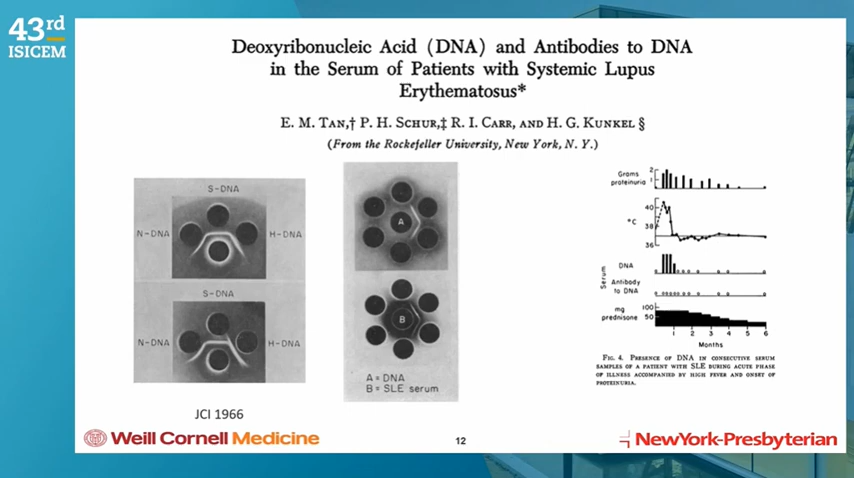 43rd
ISICEM
Deoxyribonucleic Acid (DNA) and Antibodies to DNA
in the Serum of Patients with Systemic Lupus
Erythematosus*
E. M. TAN,† P. H. SCHUR,‡ R. I. CARR, AND H. G. KUNKEL §
(From the Rockefeller University, New York, N. Y.)
S-DNA
N-DNA
H-DNA
S-DNA
N-DNA
H-DNA
A
B
A = DNA
B = SLE serum
Grams
proteinuria
2
1
°C
40
38
36
Serum
DNA
Antibody
to DNA
mg
prednisone
100
50
1 2 3 4 5 6
Months
FIG. 4. PRESENCE OF DNA IN CONSECUTIVE SERUM
SAMPLES OF A PATIENT WITH SLE DURING ACUTE PHASE
OF ILLNESS ACCOMPANIED BY HIGH FEVER AND ONSET OF
PROTEINURIA.
JCI 1966
Weill Cornell Medicine
12
NewYork-Presbyterian